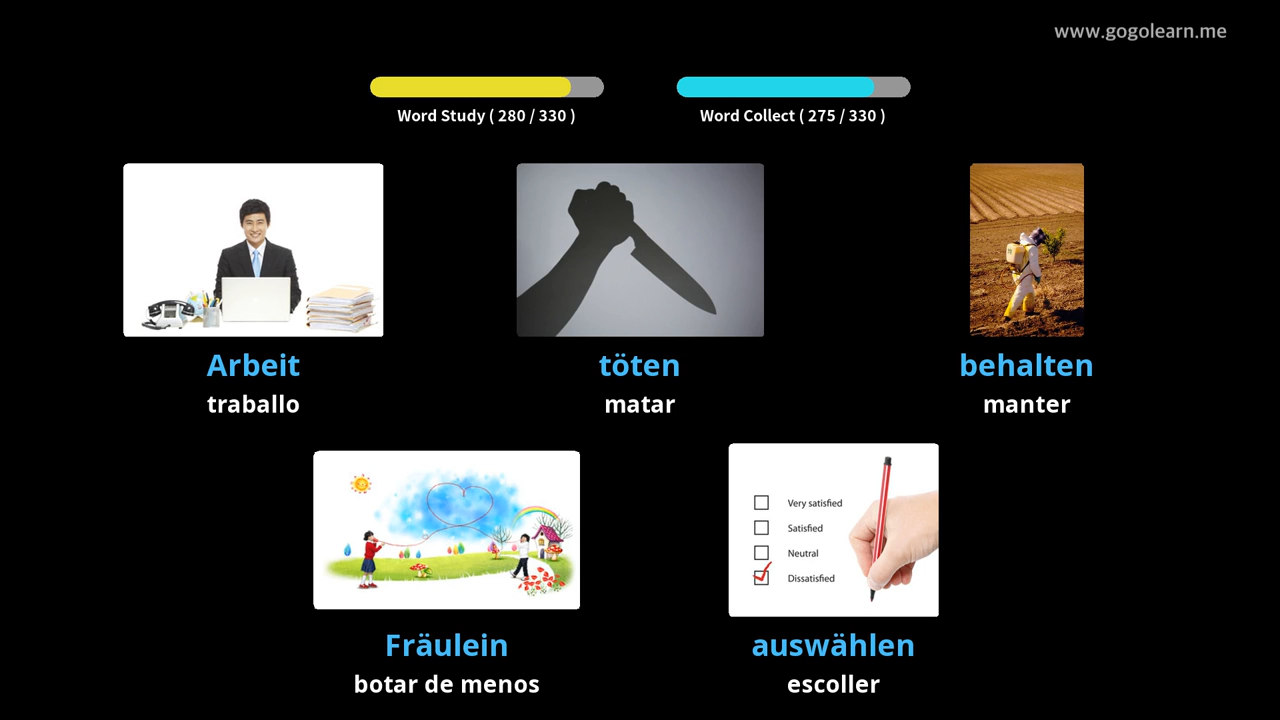 www.gogolearn.me
Word Study ( 280 / 330 )
Word Collect ( 275 / 330 )
Arbeit
traballo
töten
matar
behalten
manter
Very satisfied
Satisfied
Neutral
Dissatisfied
Fräulein
botar de menos
auswählen
escoller